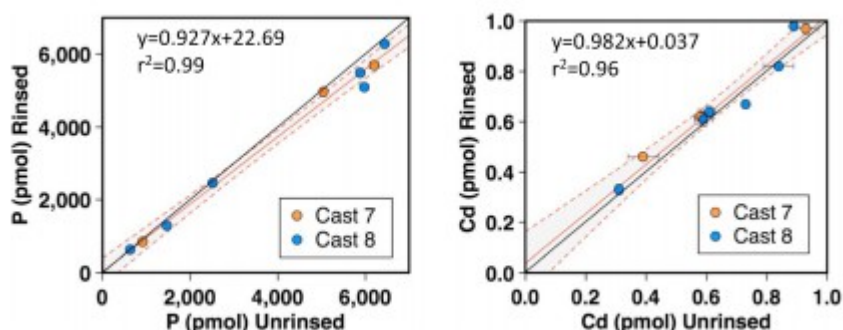 y=0.927x+22.69
r²=0.99
6,000
4,000
2,000
0
P (pmol) Rinsed
Cast 7
Cast 8
0
2,000
4,000
6,000
P (pmol) Unrinsed
y=0.982x+0.037
r²=0.96
1.0
0.8
0.6
0.4
0.2
0.0
Cd (pmol) Rinsed
Cast 7
Cast 8
0.0
0.2
0.4
0.6
0.8
1.0
Cd (pmol) Unrinsed